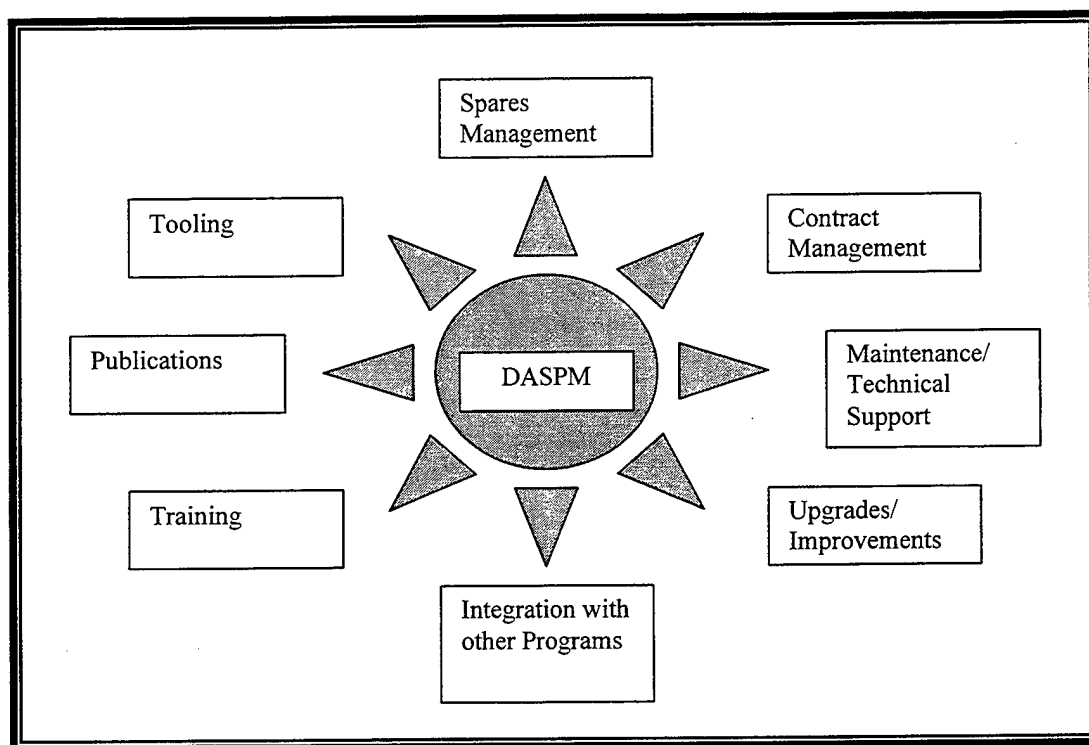 Spares
Management
Tooling
Contract
Management
Publications
DASPM
Maintenance/
Technical
Support
Training
Upgrades/
Improvements
Integration with
other Programs